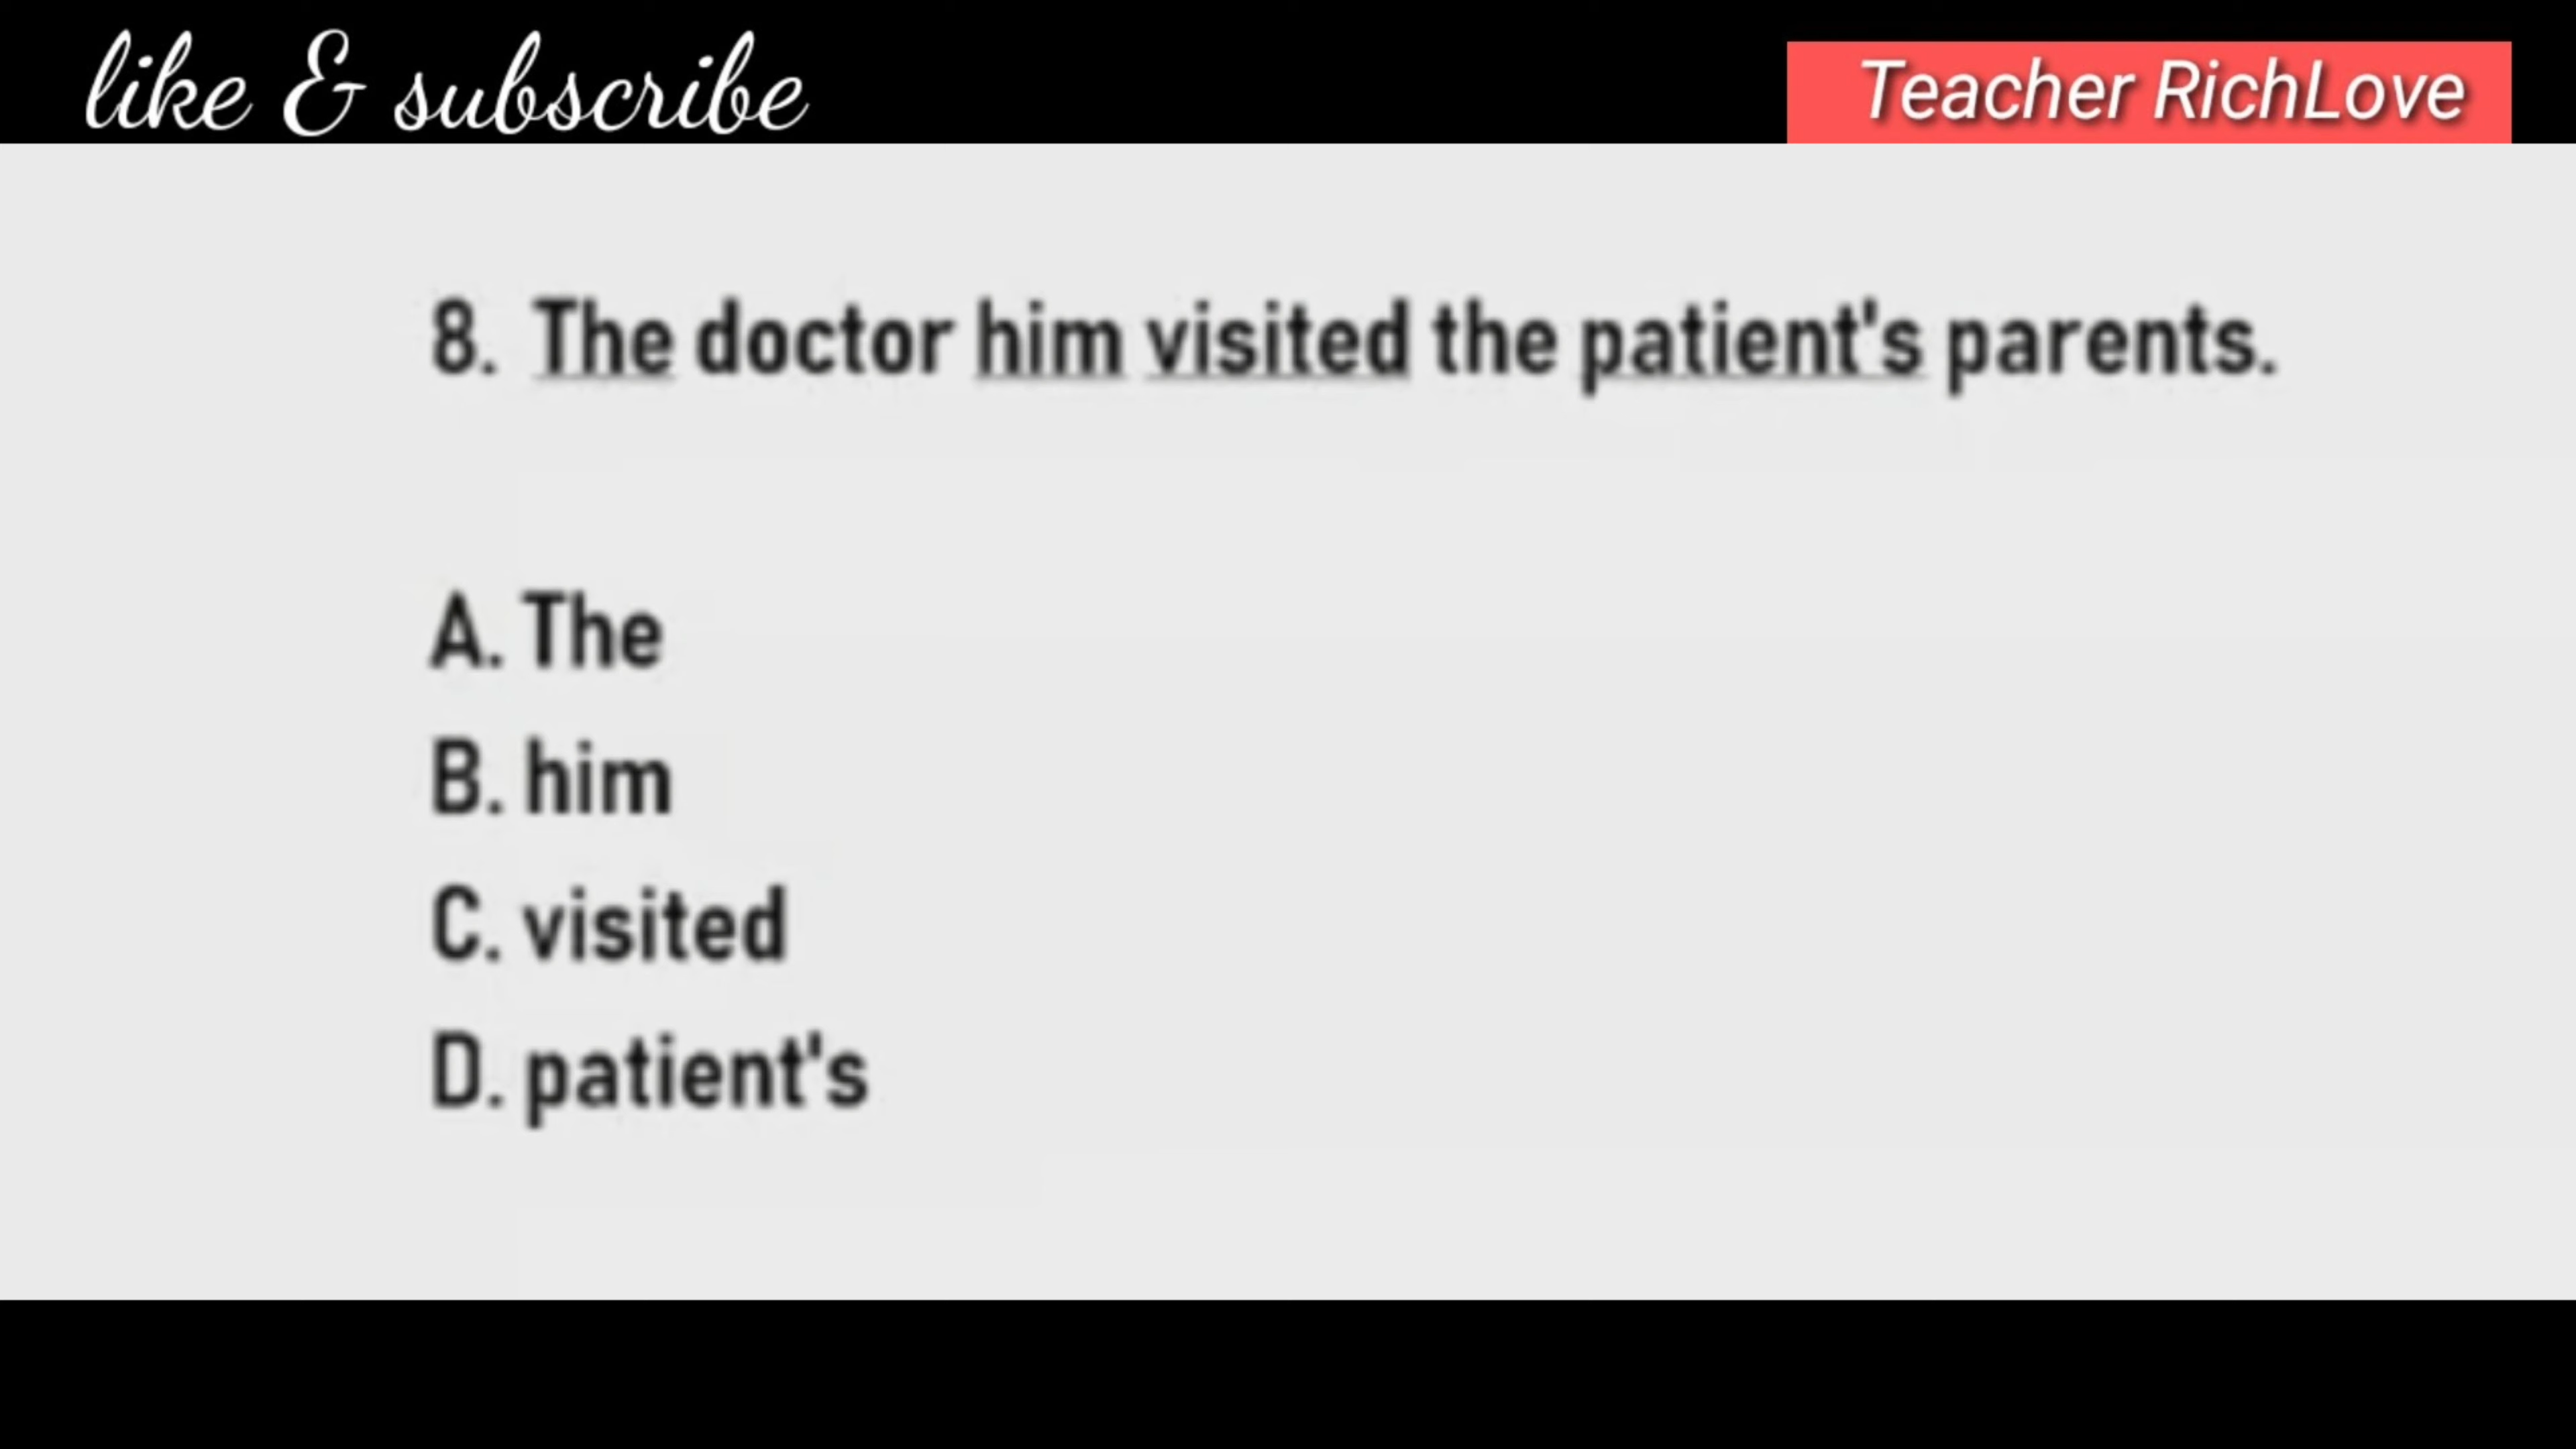 like & subscribe
Teacher RichLove
8. The doctor him visited the patient's parents.
A. The
B. him
C. visited
D. patient's